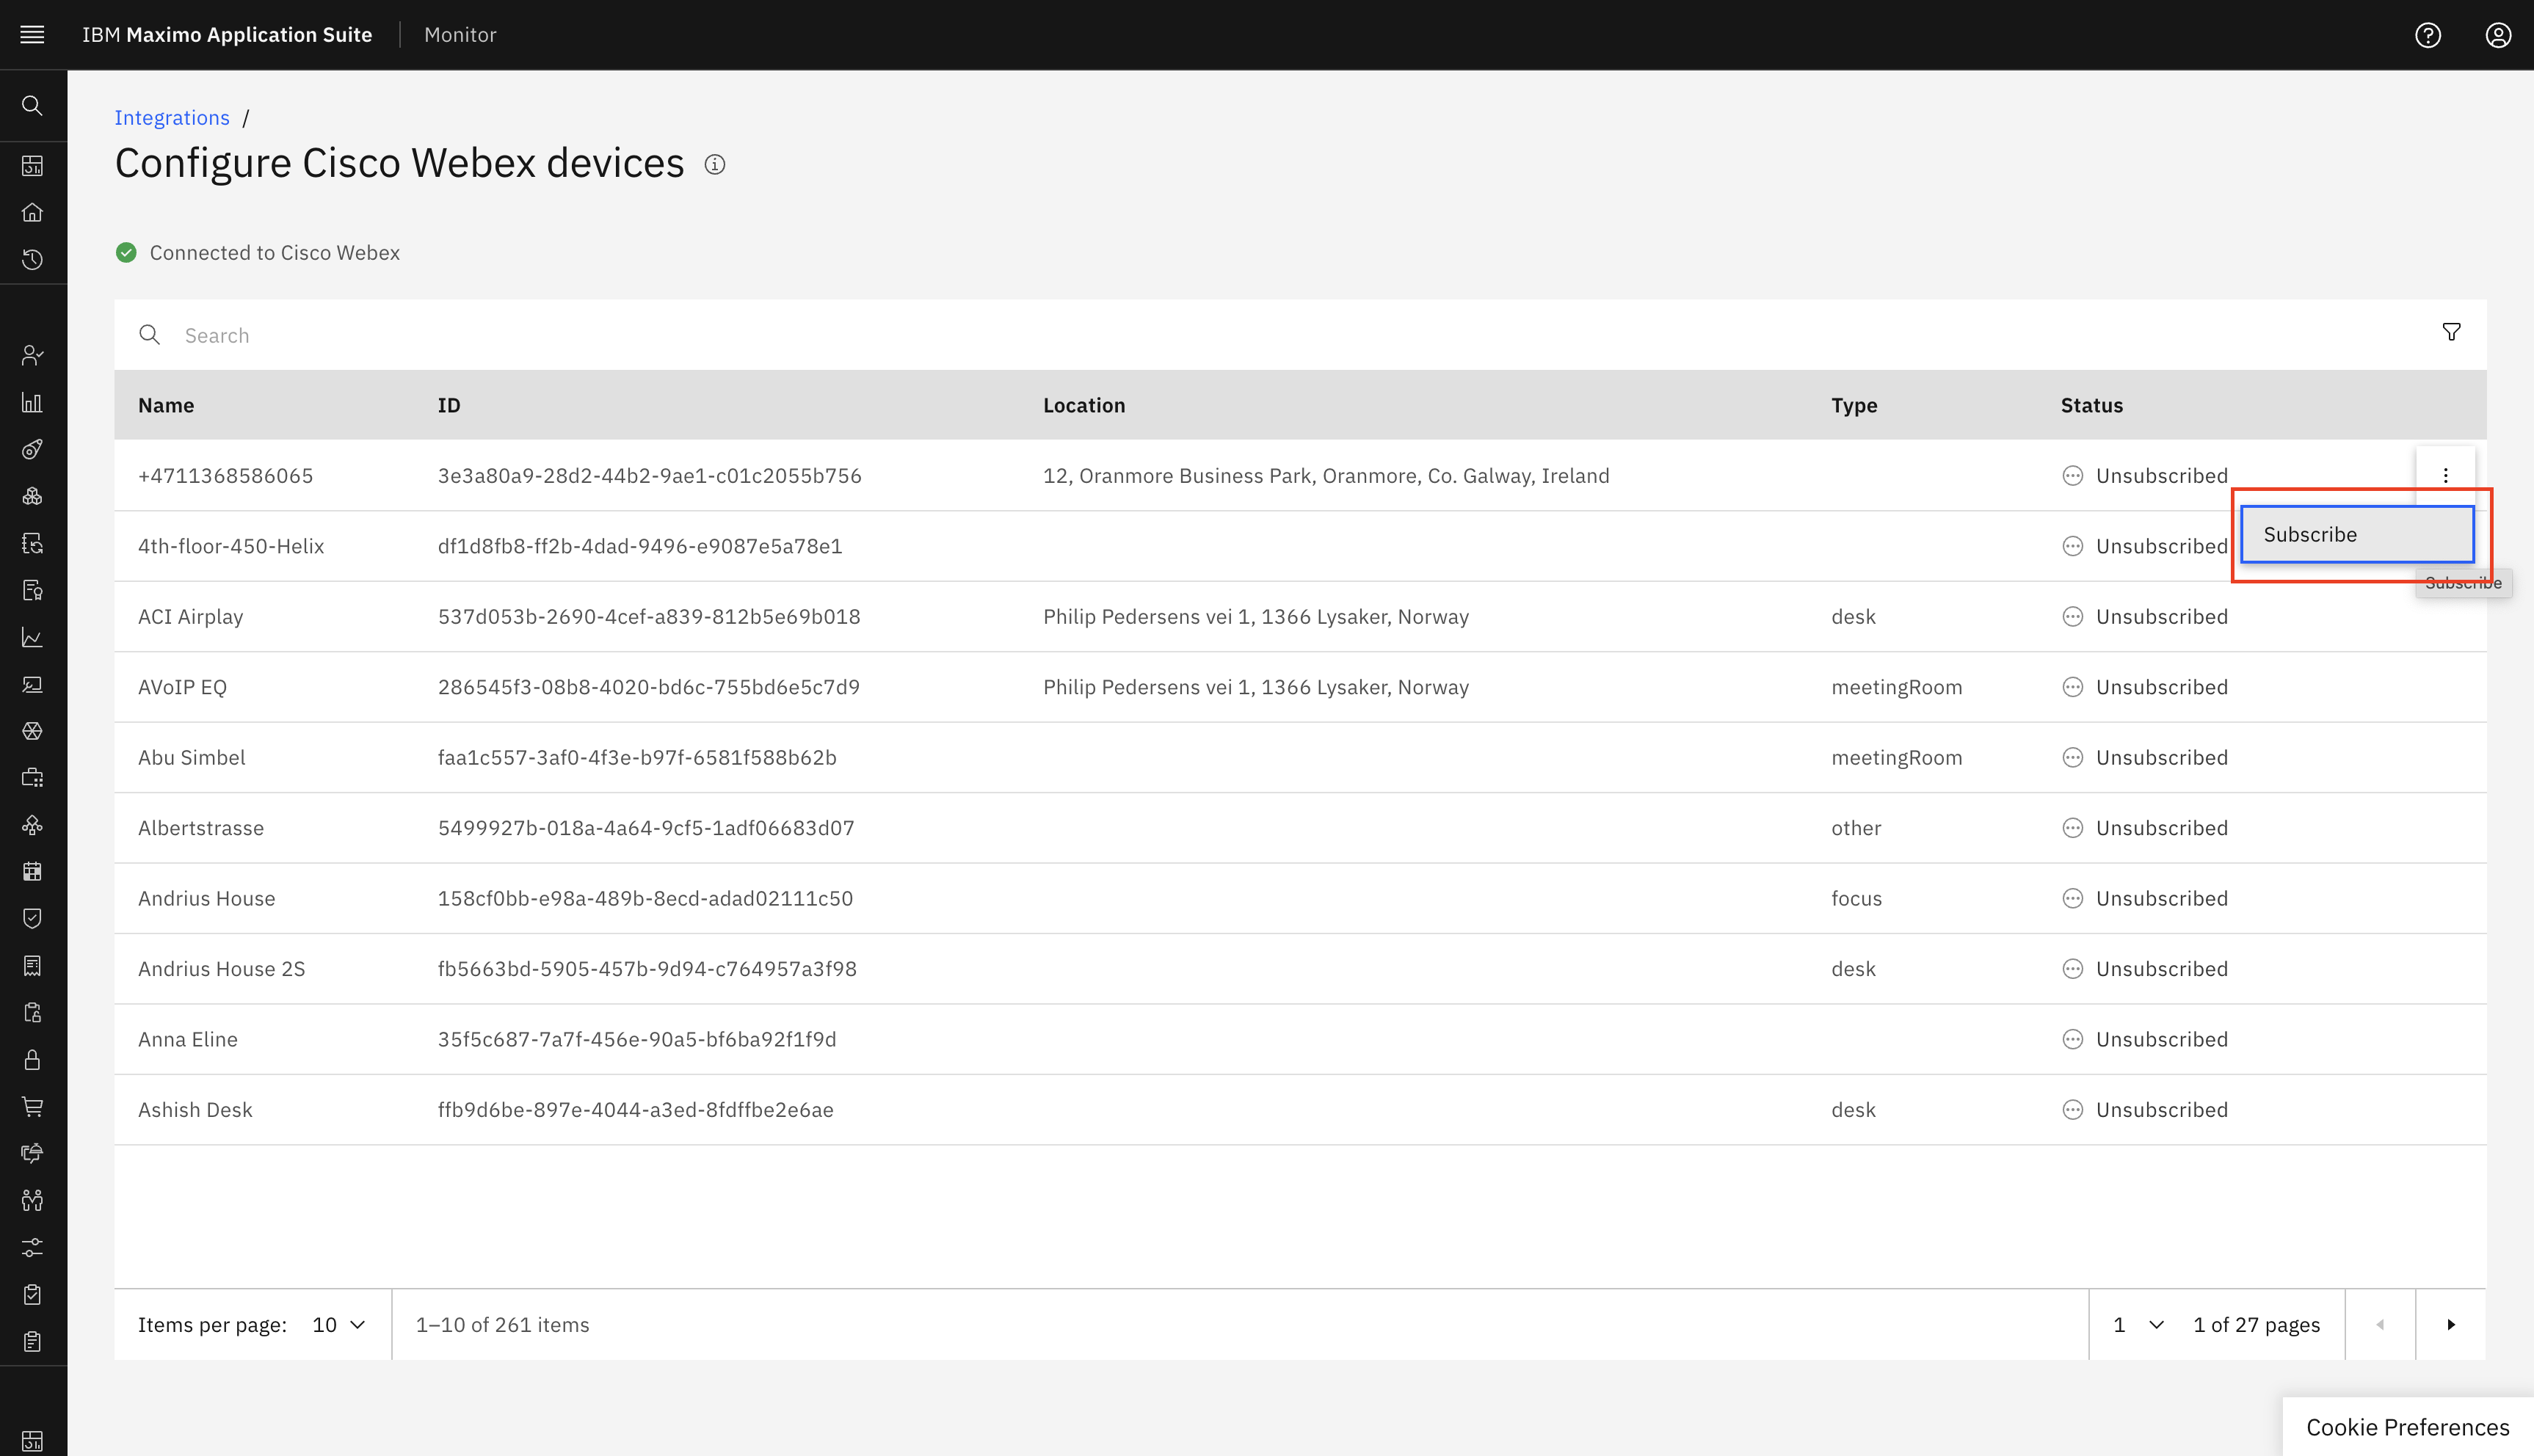 IBM Maximo Application Suite | Monitor
Integrations /
Configure Cisco Webex devices
Connected to Cisco Webex
Search
Name ID Location Type Status
+4711368586065 3e3a80a9-28d2-44b2-9ae1-c01c2055b756 12, Oranmore Business Park, Oranmore, Co. Galway, Ireland Unsubscribed
Subscribe
4th-floor-450-Helix df1d8fb8-ff2b-4dad-9496-e9087e5a78e1 Unsubscribed
Subscribe
ACI Airplay 537d053b-2690-4cef-a839-812b5e69b018 Philip Pedersens vei 1, 1366 Lysaker, Norway desk Unsubscribed
AVoIP EQ 286545f3-08b8-4020-bd6c-755bd6e5c7d9 Philip Pedersens vei 1, 1366 Lysaker, Norway meetingRoom Unsubscribed
Abu Simbel faa1c557-3af0-4f3e-b97f-6581f588b62b meetingRoom Unsubscribed
Albertstrasse 5499927b-018a-4a64-9cf5-1adf06683d07 other Unsubscribed
Andrius House 158cf0bb-e98a-489b-8ecd-adad02111c50 focus Unsubscribed
Andrius House 2S fb5663bd-5905-457b-9d94-c764957a3f98 desk Unsubscribed
Anna Eline 35f5c687-7a7f-456e-90a5-bf6ba92f1f9d Unsubscribed
Ashish Desk ffb9d6be-897e-4044-a3ed-8fdffbe2e6ae desk Unsubscribed
Items per page: 10 1–10 of 261 items 1 1 of 27 pages
Cookie Preferences